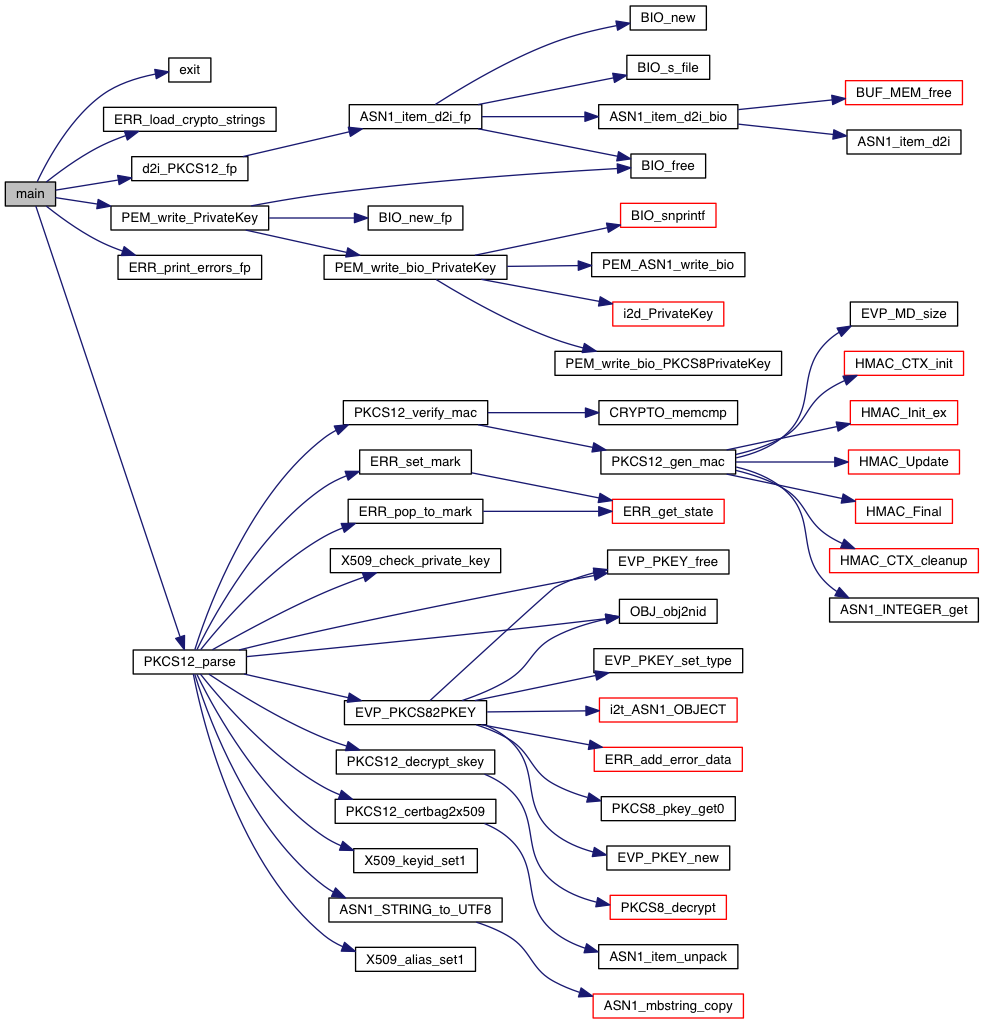 main
exit
ERR_load_crypto_strings
d2i_PKCS12_fp
PEM_write_PrivateKey
ERR_print_errors_fp
PKCS12_parse
ASN1_item_d2i_fp
BIO_new_fp
PEM_write_bio_PrivateKey
PKCS12_verify_mac
ERR_set_mark
ERR_pop_to_mark
X509_check_private_key
EVP_PKCS82PKEY
PKCS12_decrypt_skey
PKCS12_certbag2x509
X509_keyid_set1
ASN1_STRING_to_UTF8
X509_alias_set1
BIO_new
BIO_s_file
ASN1_item_d2i_bio
BIO_free
BIO_snprintf
PEM_ASN1_write_bio
i2d_PrivateKey
PEM_write_bio_PKCS8PrivateKey
CRYPTO_memcmp
PKCS12_gen_mac
ERR_get_state
EVP_PKEY_free
OBJ_obj2nid
EVP_PKEY_set_type
i2t_ASN1_OBJECT
ERR_add_error_data
PKCS8_pkey_get0
EVP_PKEY_new
PKCS8_decrypt
ASN1_item_unpack
ASN1_mbstring_copy
BUF_MEM_free
ASN1_item_d2i
EVP_MD_size
HMAC_CTX_init
HMAC_Init_ex
HMAC_Update
HMAC_Final
HMAC_CTX_cleanup
ASN1_INTEGER_get